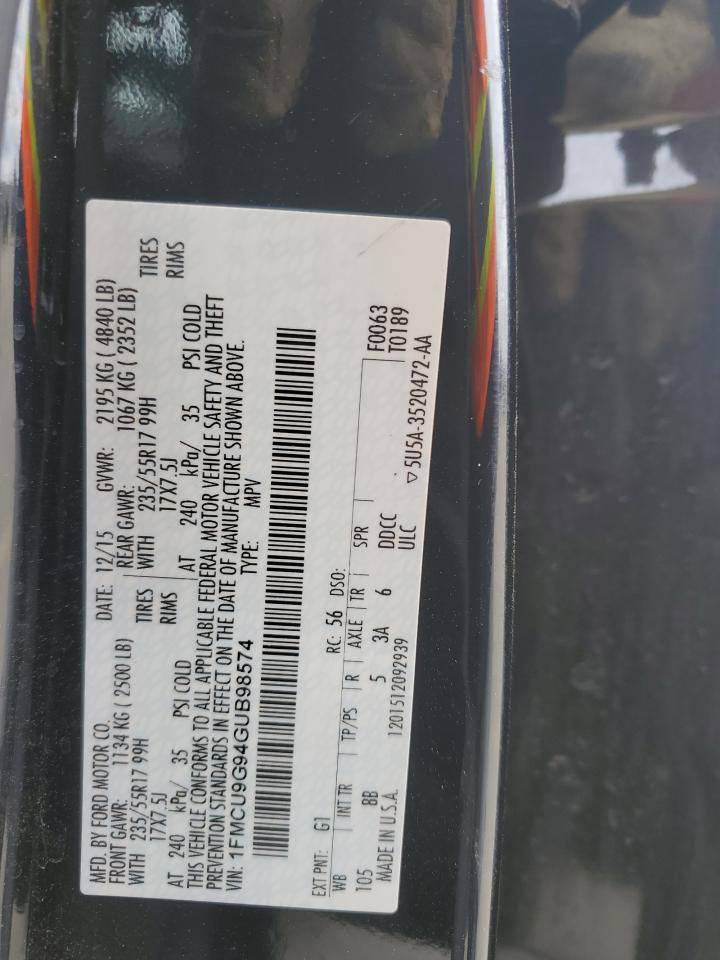 MFD. BY FORD MOTOR CO.
DATE: 12/15 GVWR: 2195 KG ( 4840 LB)
FRONT GAWR: 1134 KG ( 2500 LB)
REAR GAWR: 1067 KG ( 2352 LB)
WITH 235/55R17 99H TIRES
WITH 235/55R17 99H TIRES
17X7.5J RIMS
17X7.5J RIMS
AT 240 kPa/ 35 PSI COLD
AT 240 kPa/ 35 PSI COLD
THIS VEHICLE CONFORMS TO ALL APPLICABLE FEDERAL MOTOR VEHICLE SAFETY AND THEFT
PREVENTION STANDARDS IN EFFECT ON THE DATE OF MANUFACTURE SHOWN ABOVE.
VIN: 1FMCU9G94GUB98574 TYPE: MPV
EXT PNT: G1 RC: 56 DSO:
WB INT TR TP/PS R AXLE TR SPR F0063
T0189
105 8B 5 3A 6 DDCC
MADE IN U.S.A. 1201512092939 ULC ▽5U5A-3520472-AA